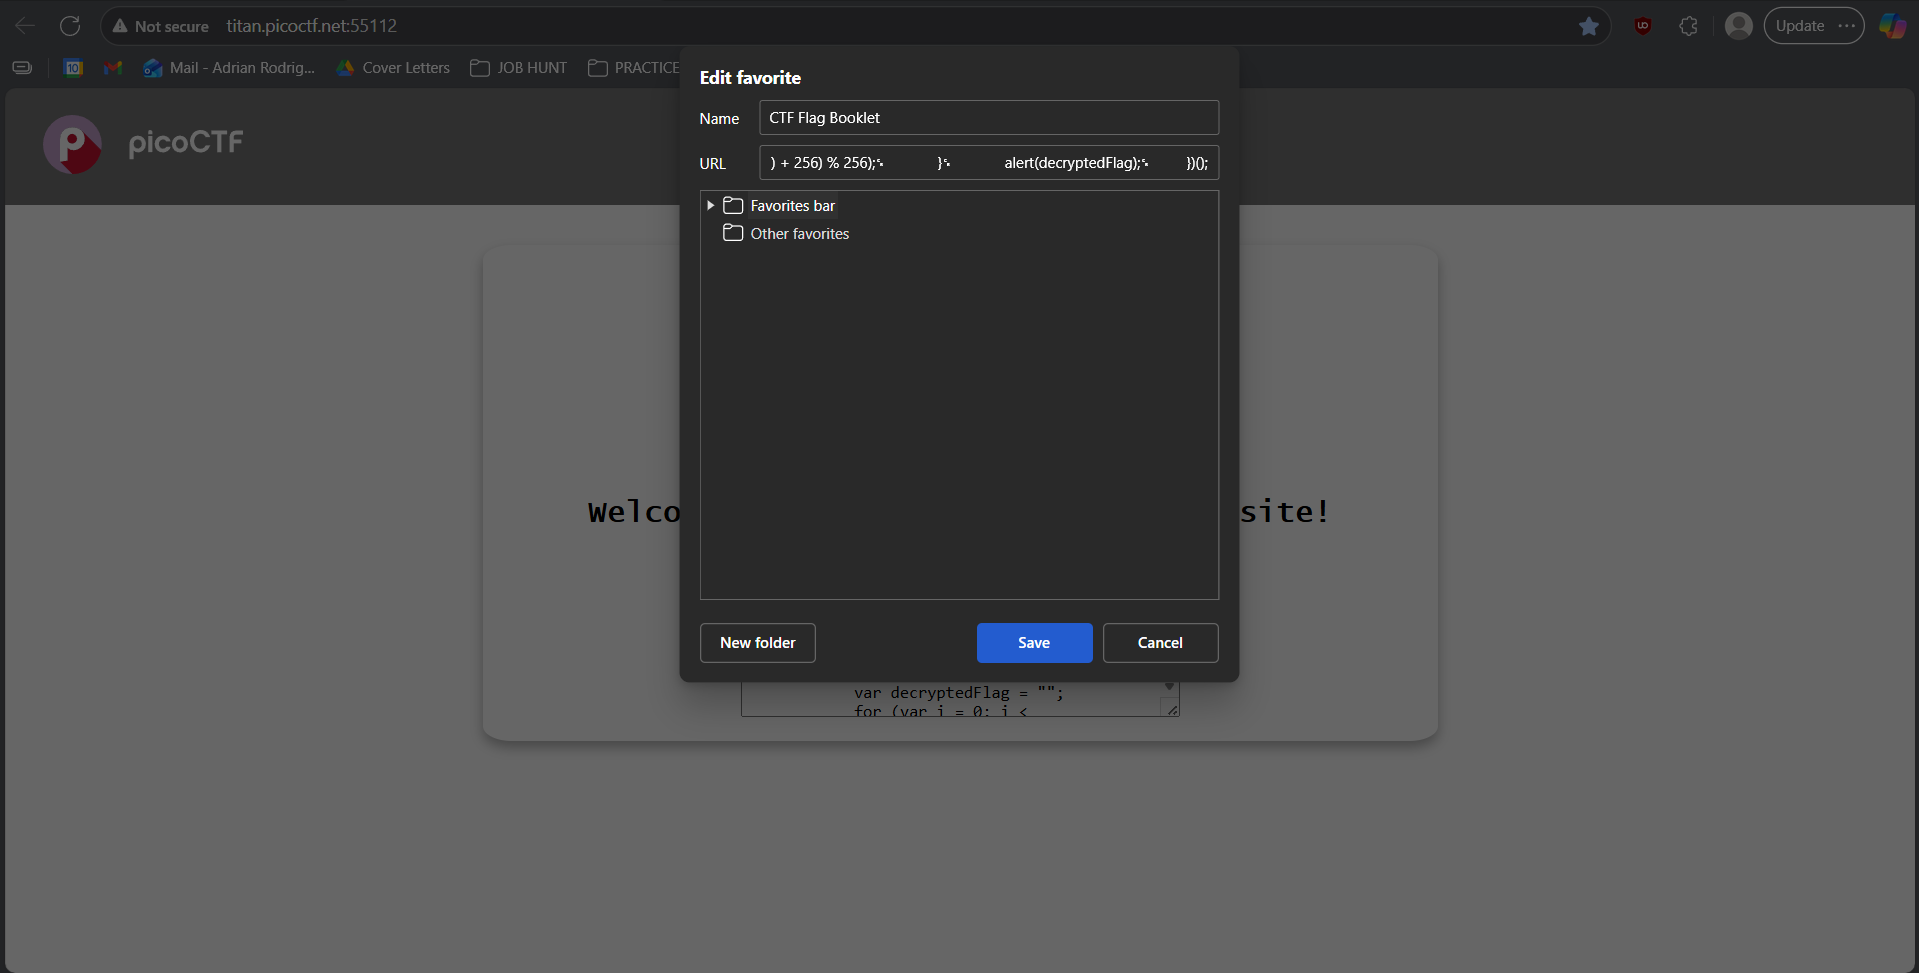 Not secure titan.picoctf.net:55112 Update
10 Mail - Adrian Rodrig... Cover Letters JOB HUNT PRACTICE
picoCTF
Edit favorite
Name CTF Flag Booklet
URL ) + 256) % 256); } alert(decryptedFlag); })();
Favorites bar
Other favorites
Welco site!
New folder Save Cancel
var decryptedFlag = "";
for (var i = 0; i <